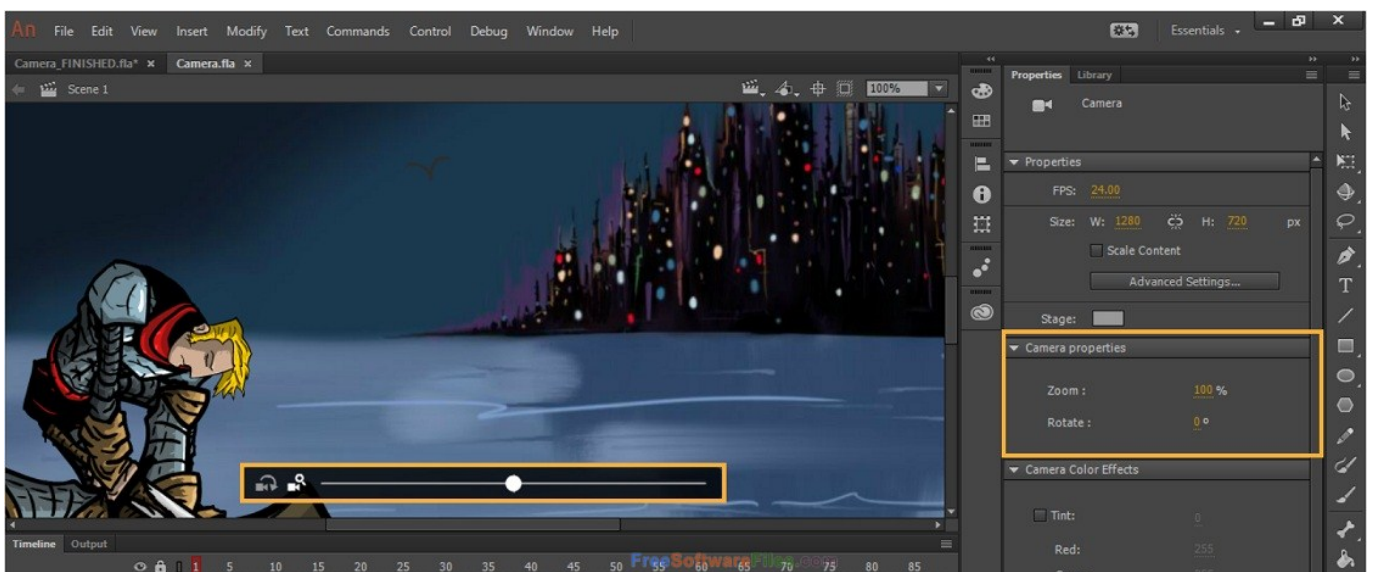 An File Edit View Insert Modify Text Commands Control Debug Window Help Essentials
Camera_FINISHED.fla* × Camera.fla ×
Scene 1 100%
Properties Library
Camera
Properties
FPS: 24.00
Size: W: 1280 H: 720 px
Scale Content
Advanced Settings...
Stage:
Camera properties
Zoom : 100 %
Rotate : 0 °
Camera Color Effects
Tint: 0
Red: 255
Timeline Output
1 5 10 15 20 25 30 35 40 45 50 55 60 65 70 75 80 85
FreeSoftwareFiles.com